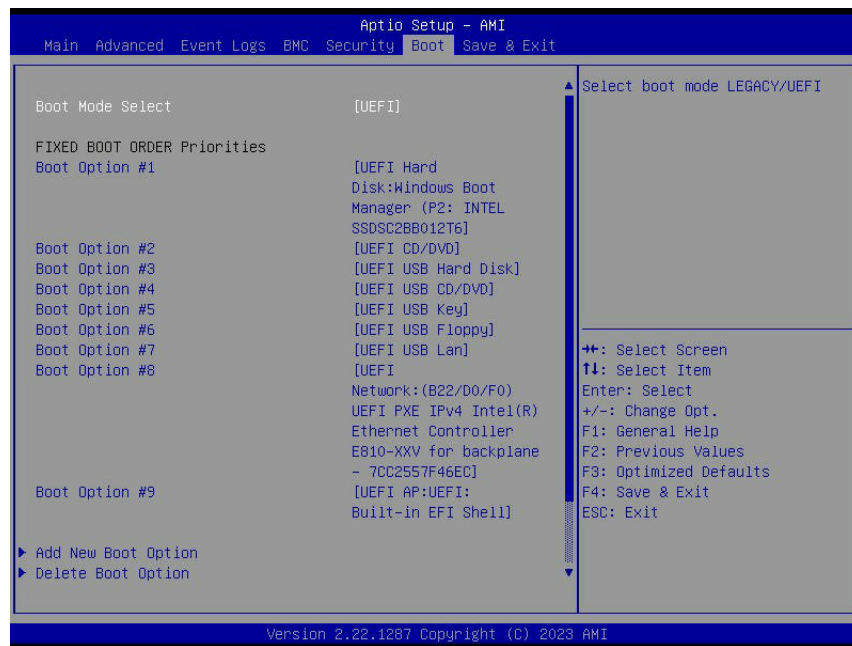 Aptio Setup – AMI
Main Advanced Event Logs BMC Security Boot Save & Exit
Select boot mode LEGACY/UEFI
Boot Mode Select [UEFI]
FIXED BOOT ORDER Priorities
Boot Option #1 [UEFI Hard
Disk:Windows Boot
Manager (P2: INTEL
SSDSC2BB012T6]
Boot Option #2 [UEFI CD/DVD]
Boot Option #3 [UEFI USB Hard Disk]
Boot Option #4 [UEFI USB CD/DVD]
Boot Option #5 [UEFI USB Key]
Boot Option #6 [UEFI USB Floppy]
Boot Option #7 [UEFI USB Lan]
Boot Option #8 [UEFI
Network:(B22/D0/F0)
UEFI PXE IPv4 Intel(R)
Ethernet Controller
E810-XXV for backplane
– 7CC2557F46EC]
Boot Option #9 [UEFI AP:UEFI:
Built-in EFI Shell]
Add New Boot Option
Delete Boot Option
→←: Select Screen
↑↓: Select Item
Enter: Select
+/-: Change Opt.
F1: General Help
F2: Previous Values
F3: Optimized Defaults
F4: Save & Exit
ESC: Exit
Version 2.22.1287 Copyright (C) 2023 AMI